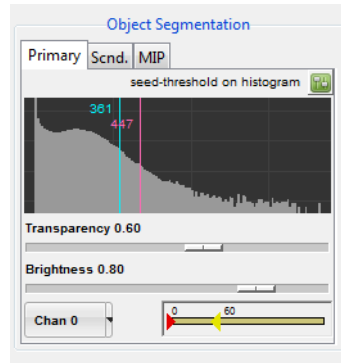 Object Segmentation
Primary Scnd. MIP
seed-threshold on histogram
361
447
Transparency 0.60
Brightness 0.80
Chan 0 0 60